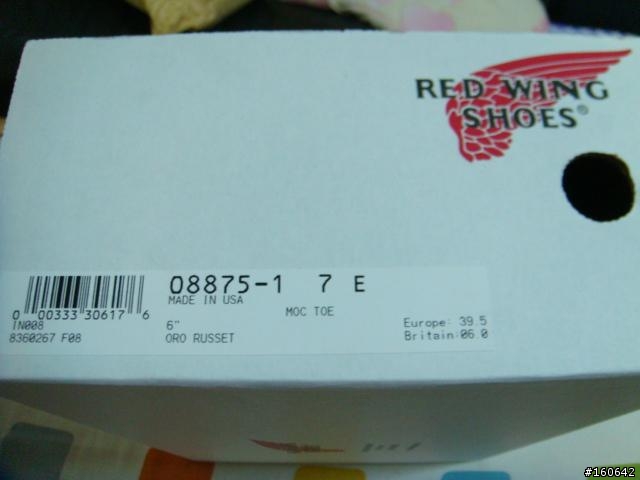 RED WING
SHOES®
08875-1 7 E
MADE IN USA
MOC TOE
0 00333 30617 6
IN008
6"
Europe: 39.5
8360267 F08
ORO RUSSET
Britain:06.0
#160642